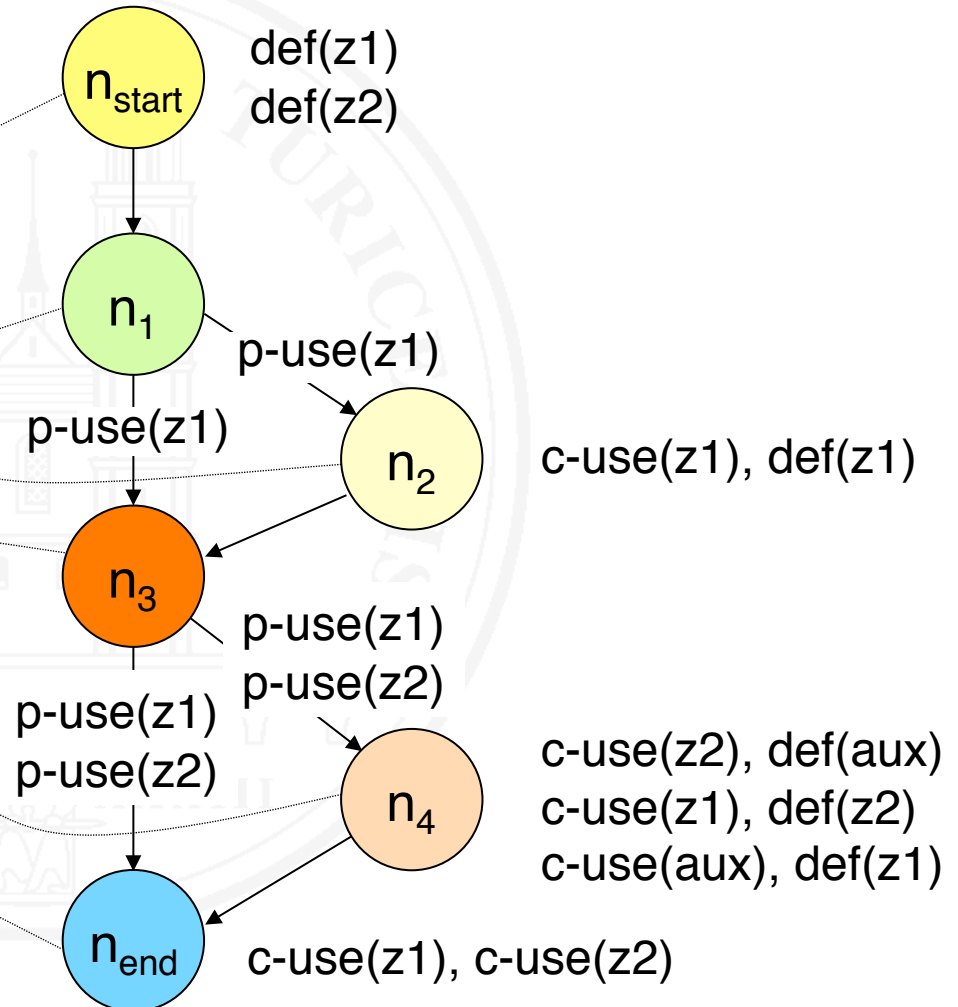 n_start
def(z1)
def(z2)
n_1
p-use(z1)
p-use(z1)
n_2
c-use(z1), def(z1)
n_3
p-use(z1)
p-use(z2)
p-use(z1)
p-use(z2)
n_4
c-use(z2), def(aux)
c-use(z1), def(z2)
c-use(aux), def(z1)
n_end
c-use(z1), c-use(z2)
TURIC